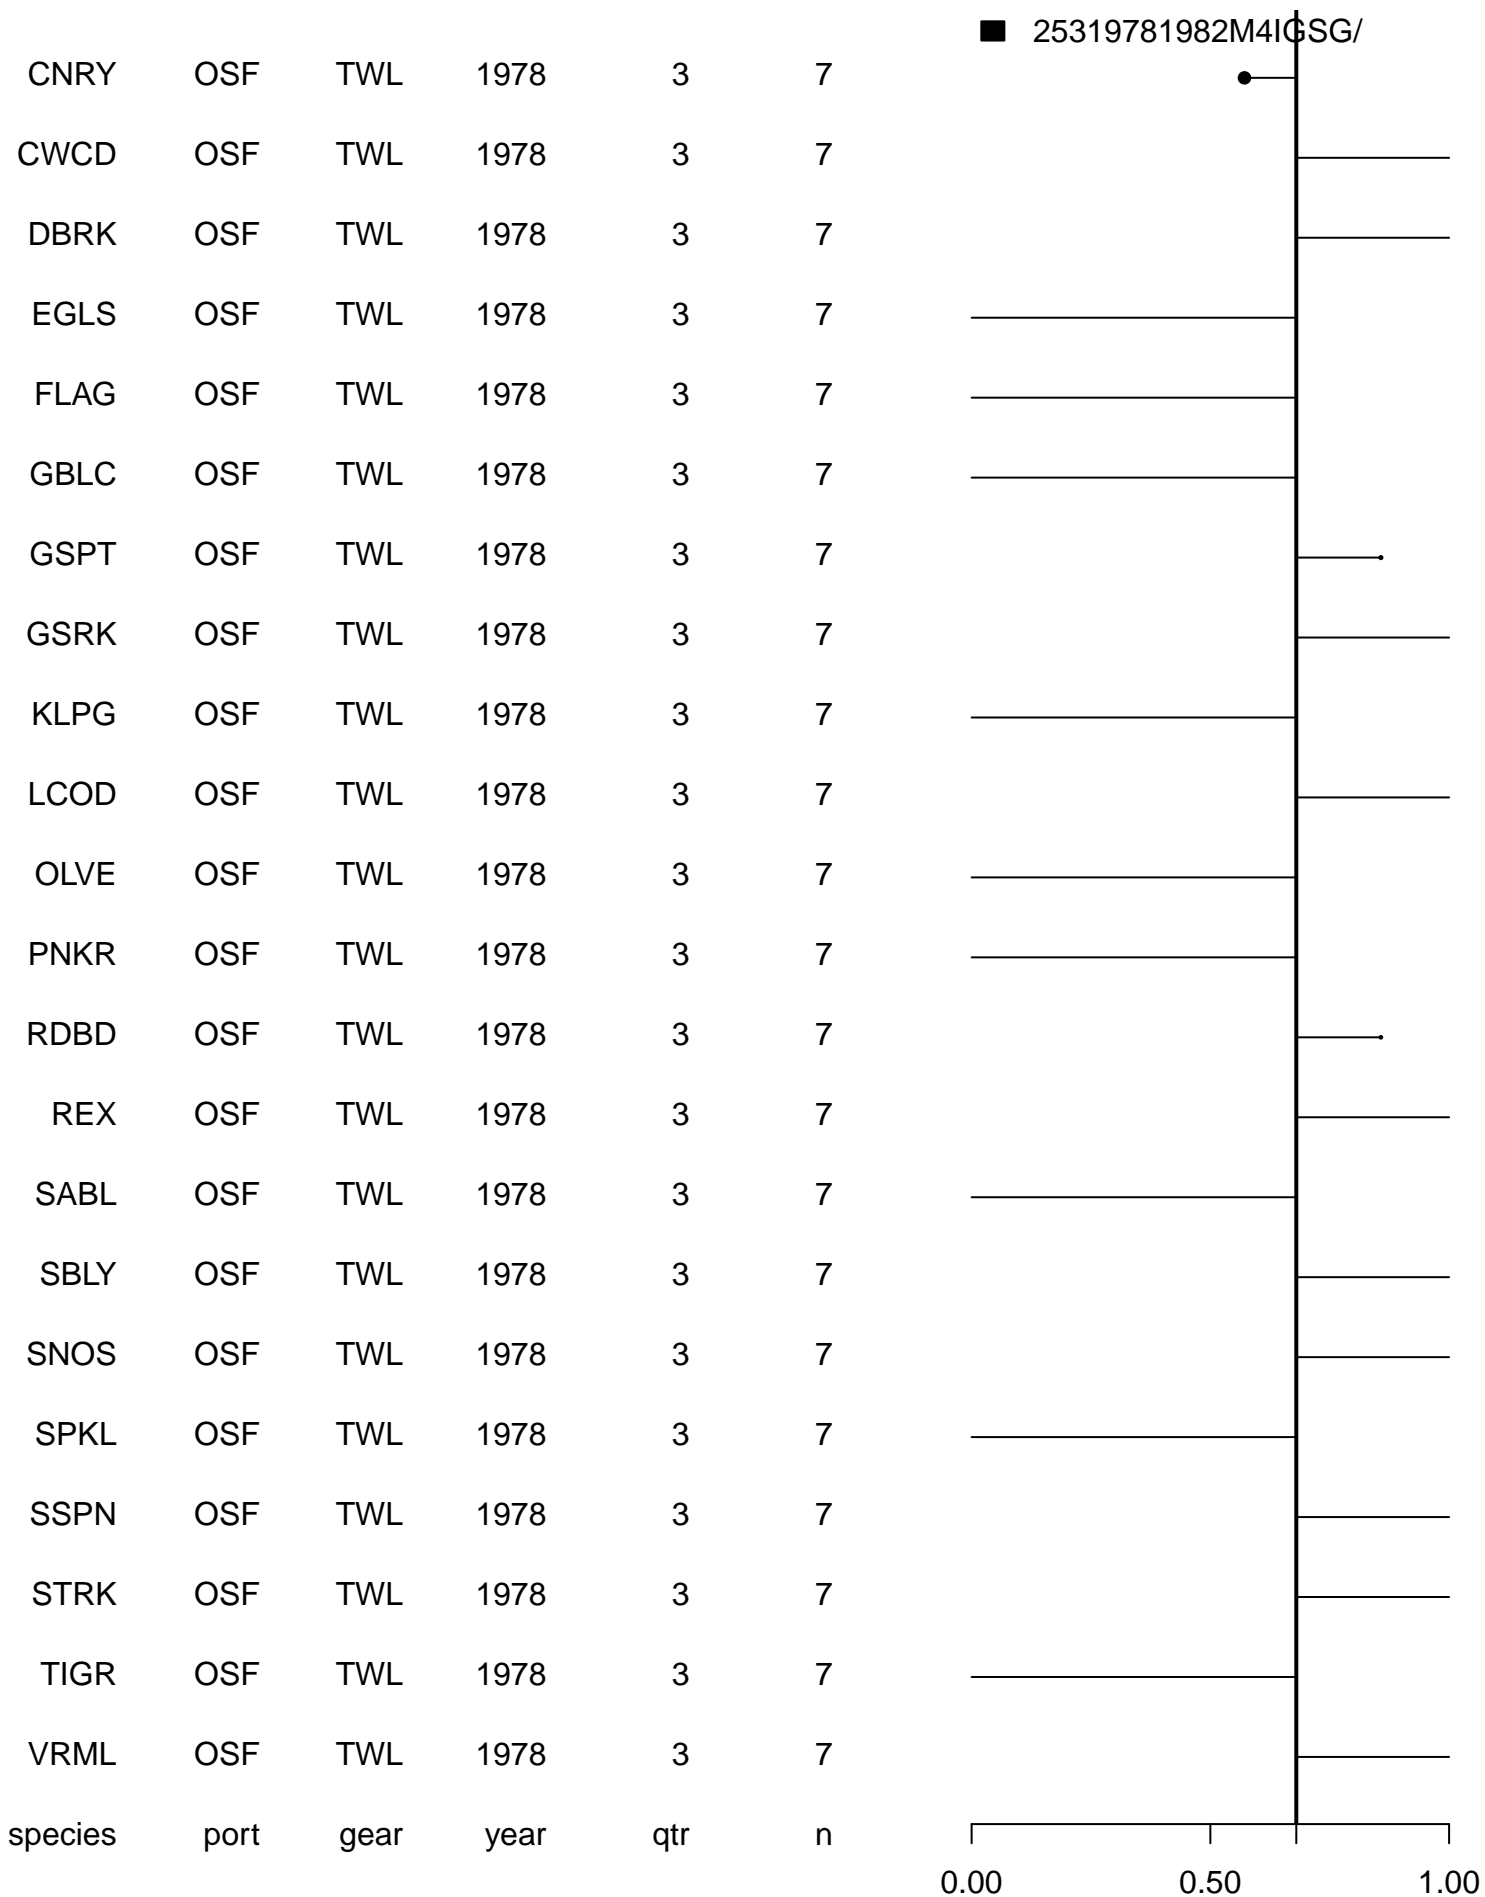 25319781982M4IGSG/
CNRY OSF TWL 1978 3 7
CWCD OSF TWL 1978 3 7
DBRK OSF TWL 1978 3 7
EGLS OSF TWL 1978 3 7
FLAG OSF TWL 1978 3 7
GBLC OSF TWL 1978 3 7
GSPT OSF TWL 1978 3 7
GSRK OSF TWL 1978 3 7
KLPG OSF TWL 1978 3 7
LCOD OSF TWL 1978 3 7
OLVE OSF TWL 1978 3 7
PNKR OSF TWL 1978 3 7
RDBD OSF TWL 1978 3 7
REX OSF TWL 1978 3 7
SABL OSF TWL 1978 3 7
SBLY OSF TWL 1978 3 7
SNOS OSF TWL 1978 3 7
SPKL OSF TWL 1978 3 7
SSPN OSF TWL 1978 3 7
STRK OSF TWL 1978 3 7
TIGR OSF TWL 1978 3 7
VRML OSF TWL 1978 3 7
species port gear year qtr n
0.00 0.50 1.00